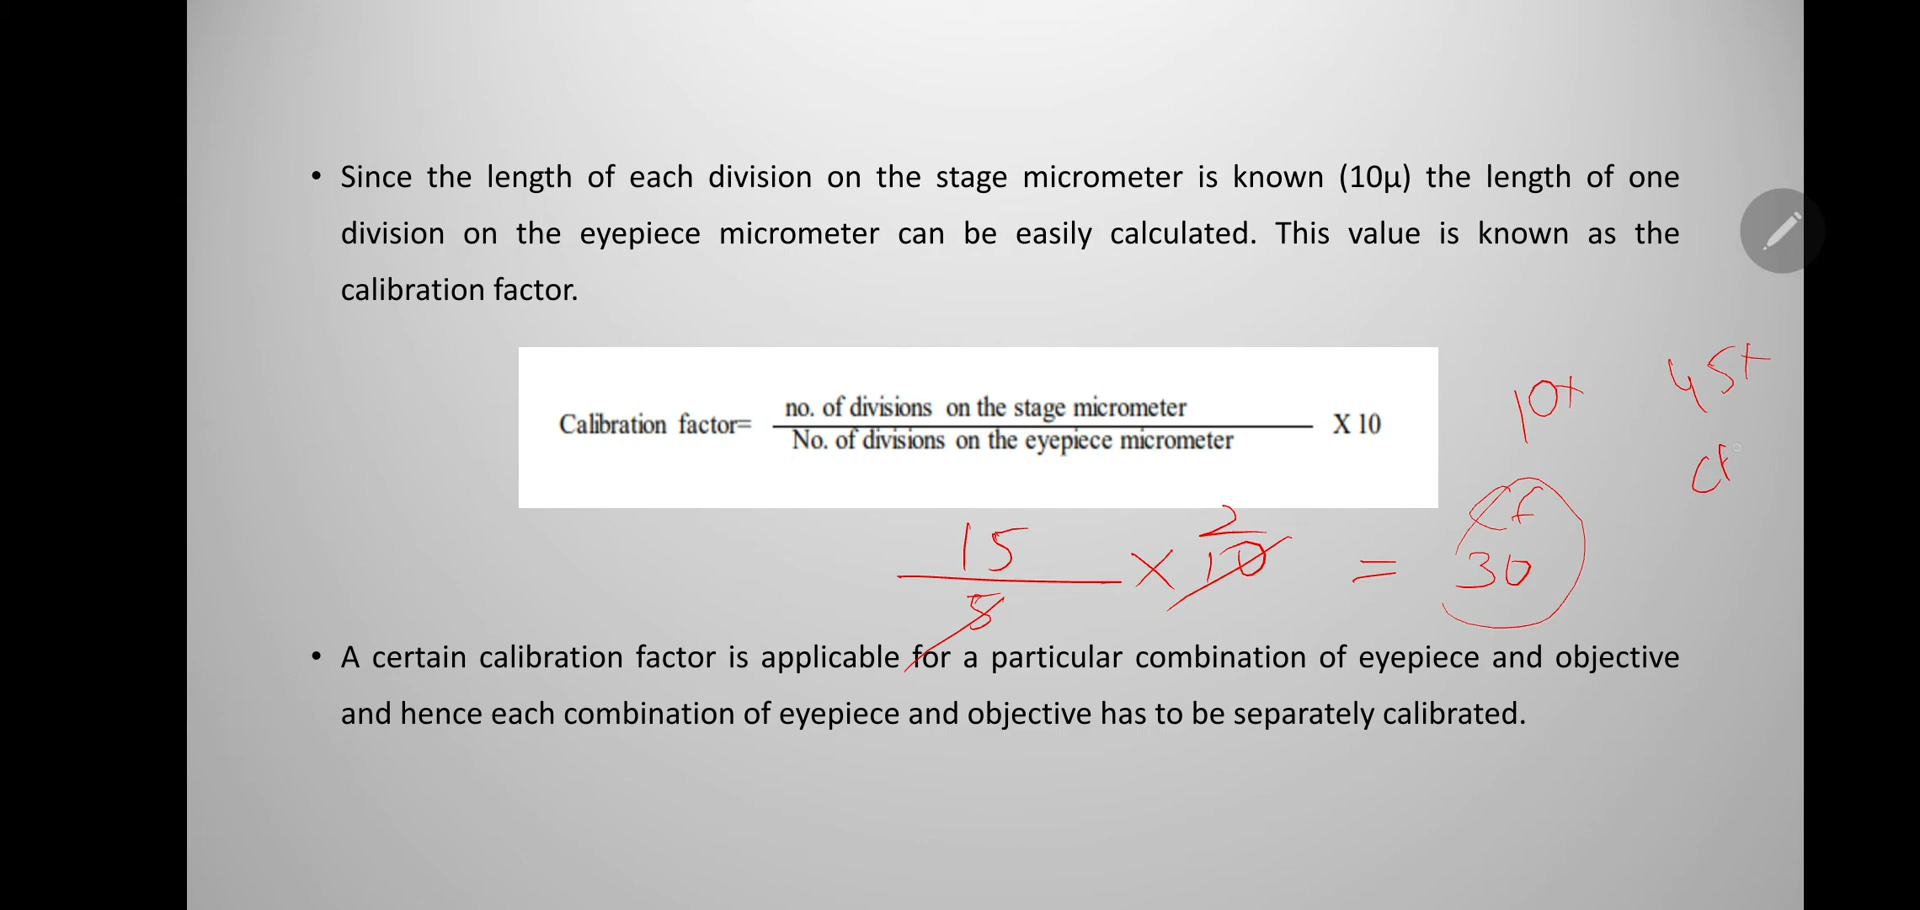 • Since the length of each division on the stage micrometer is known (10μ) the length of one
division on the eyepiece micrometer can be easily calculated. This value is known as the
calibration factor.
Calibration factor= no. of divisions on the stage micrometer X 10
No. of divisions on the eyepiece micrometer
10x
45x
Cf
15 × 10 = 30
2
5
• A certain calibration factor is applicable for a particular combination of eyepiece and objective
and hence each combination of eyepiece and objective has to be separately calibrated.